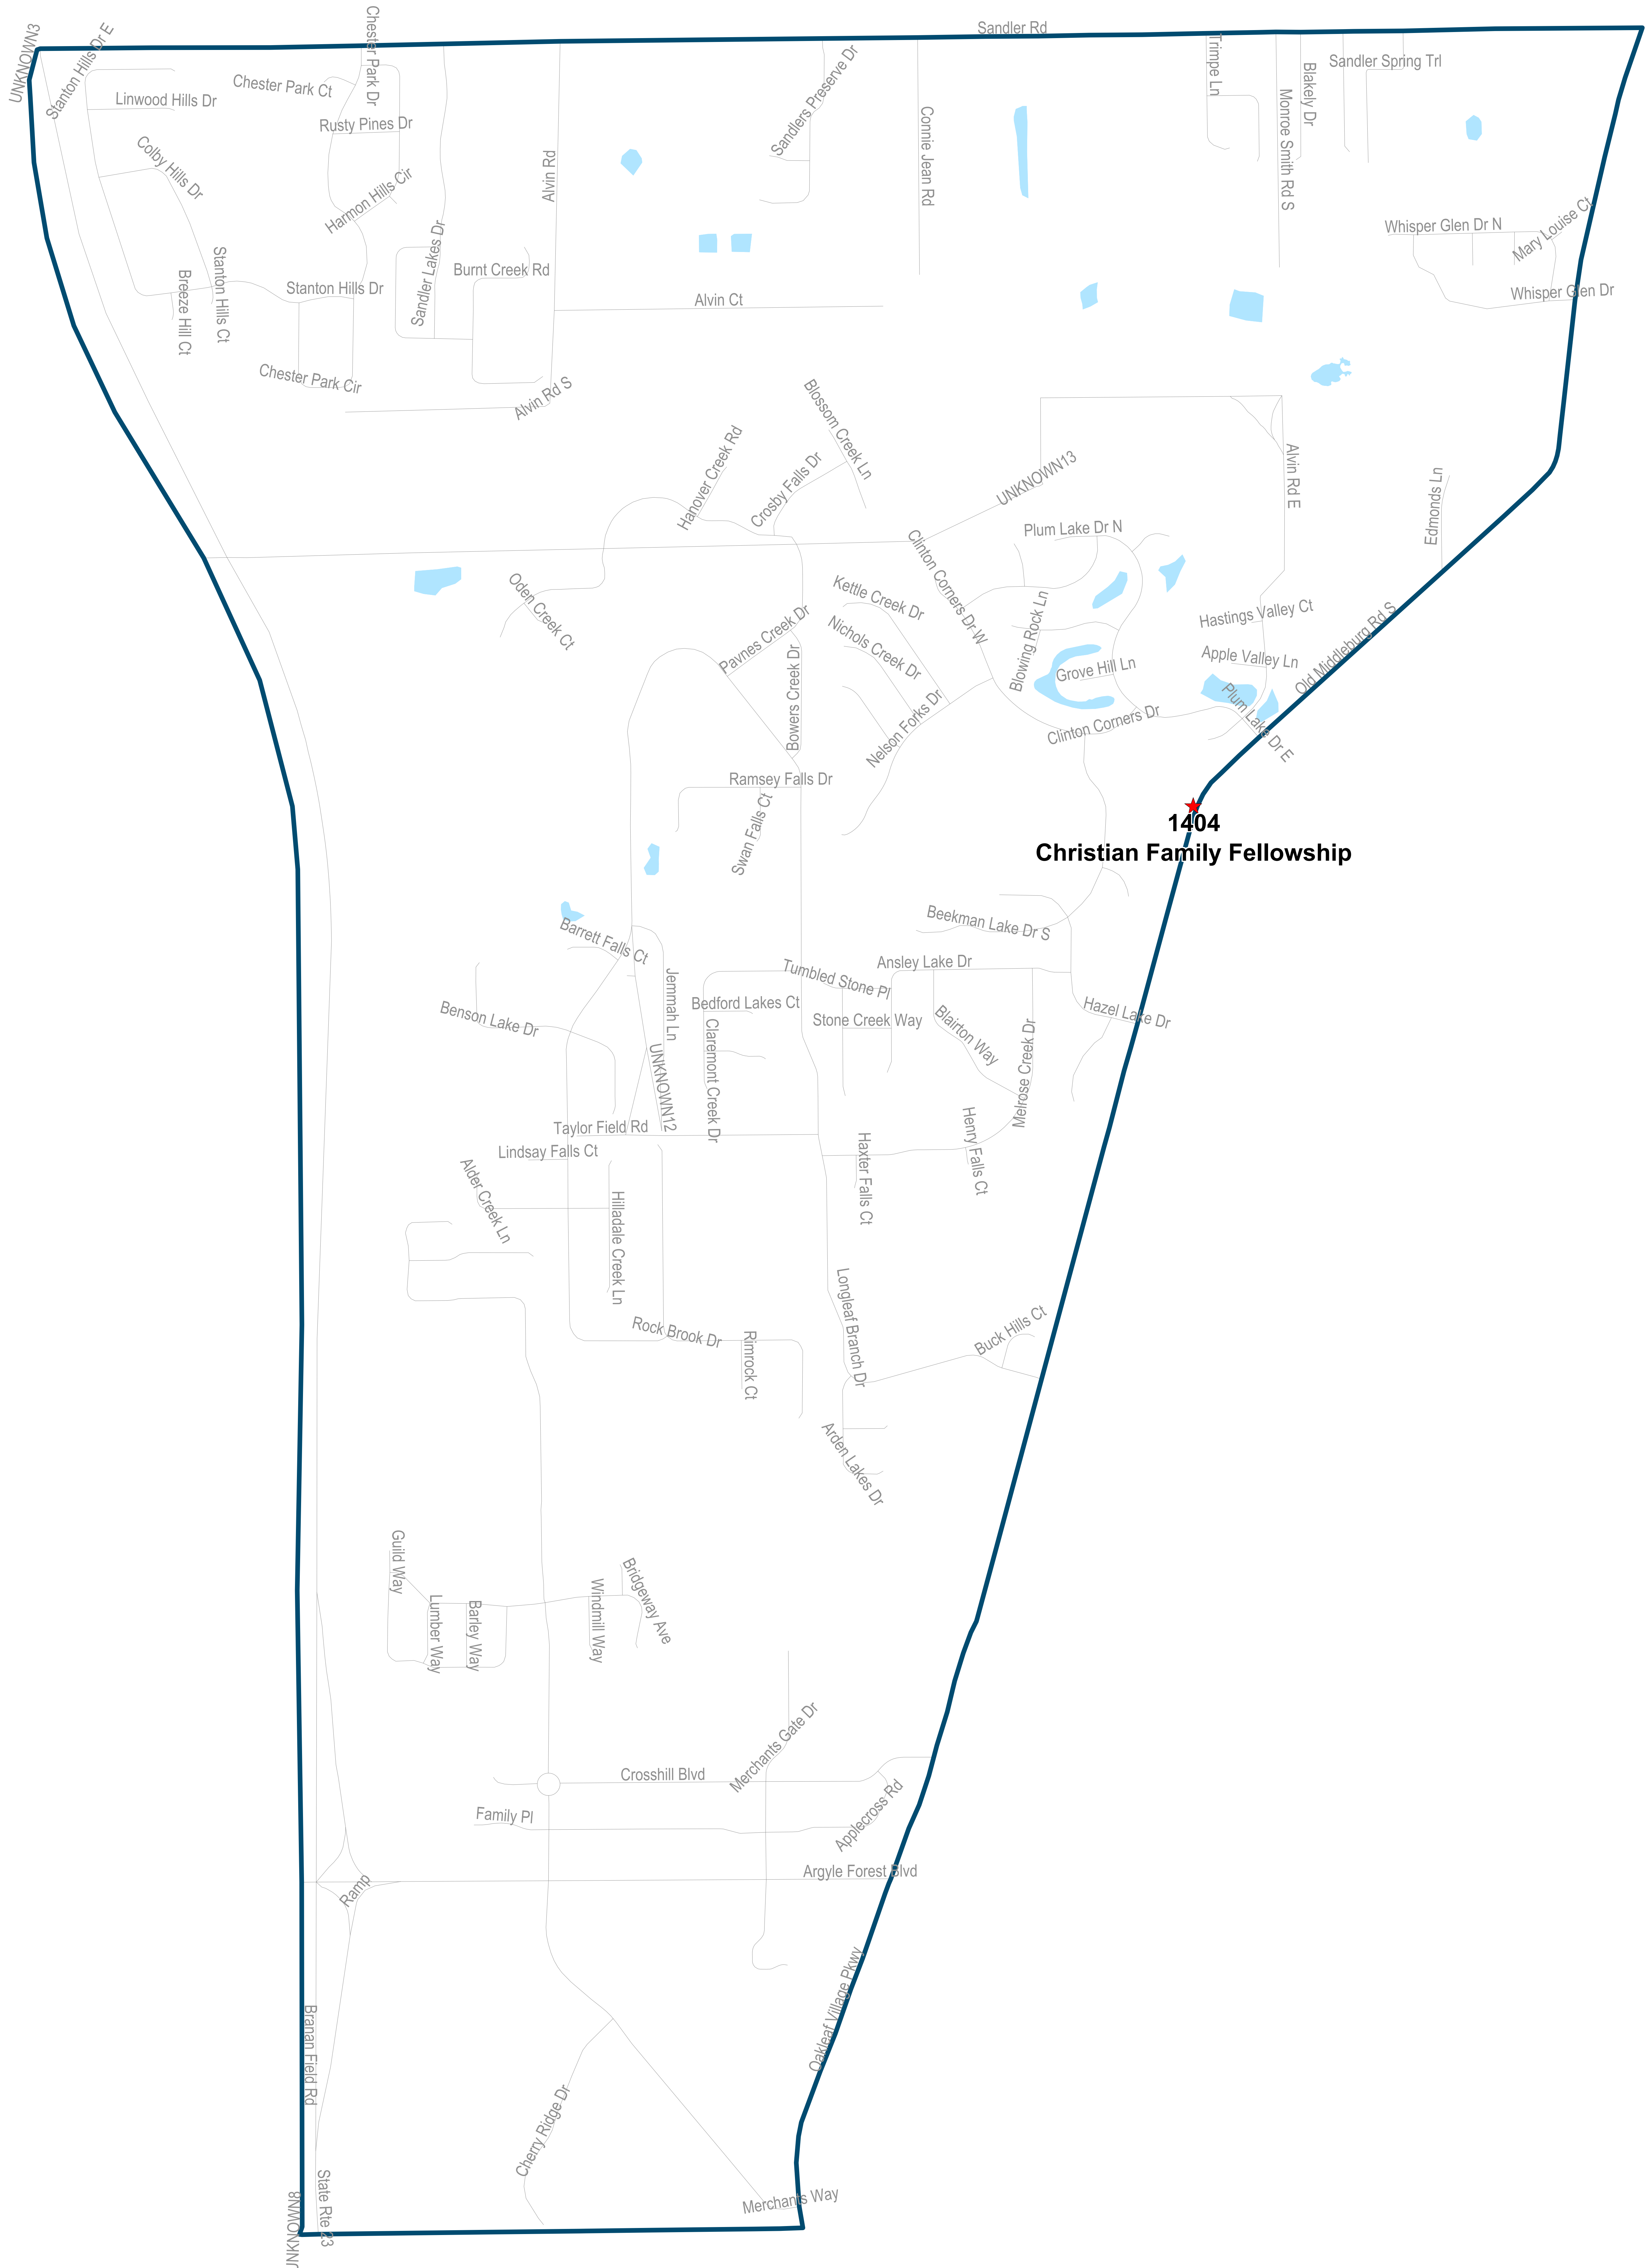 Sandler Rd
UNKNOWN3
Stanton Hills Dr E
Chester Park Dr
Chester Park Ct
Linwood Hills Dr
Rusty Pines Dr
Colby Hills Dr
Harmon Hills Cir
Alvin Rd
Sandlers Preserve Dr
Connie Jean Rd
Trimpe Ln
Monroe Smith Rd S
Blakely Dr
Sandler Spring Trl
Whisper Glen Dr N
Mary Louise Ct
Whisper Glen Dr
Sandler Lakes Dr
Burnt Creek Rd
Stanton Hills Dr
Stanton Hills Ct
Breeze Hill Ct
Alvin Ct
Chester Park Cir
Alvin Rd S
Blossom Creek Ln
Hanover Creek Rd
Crosby Falls Dr
UNKNOWN13
Alvin Rd E
Edmonds Ln
Plum Lake Dr N
Clinton Corners Dr W
Oden Creek Ct
Kettle Creek Dr
Nichols Creek Dr
Pavnes Creek Dr
Bowers Creek Dr
Blowing Rock Ln
Hastings Valley Ct
Apple Valley Ln
Grove Hill Ln
Old Middleburg Rd S
Plum Lake Dr E
Nelson Forks Dr
Clinton Corners Dr
Ramsey Falls Dr
Swan Falls Ct
1404
Christian Family Fellowship
Beekman Lake Dr S
Barrett Falls Ct
Tumbled Stone Pl
Ansley Lake Dr
Jemmah Ln
Bedford Lakes Ct
Benson Lake Dr
Stone Creek Way
Blairton Way
Hazel Lake Dr
Claremont Creek Dr
Melrose Creek Dr
UNKNOWN12
Taylor Field Rd
Lindsay Falls Ct
Alder Creek Ln
Haxter Falls Ct
Henry Falls Ct
Hilladale Creek Ln
Longleaf Branch Dr
Rock Brook Dr
Rimrock Ct
Buck Hills Ct
Arden Lakes Dr
Guild Way
Lumber Way
Barley Way
Windmill Way
Bridgeway Ave
Merchants Gate Dr
Crosshill Blvd
Family Pl
Applecross Rd
Argyle Forest Blvd
Ramp
Oakleaf Village Pkwy
Branan Field Rd
Cherry Ridge Dr
State Rte 23
Merchants Way
UNKNOWN8